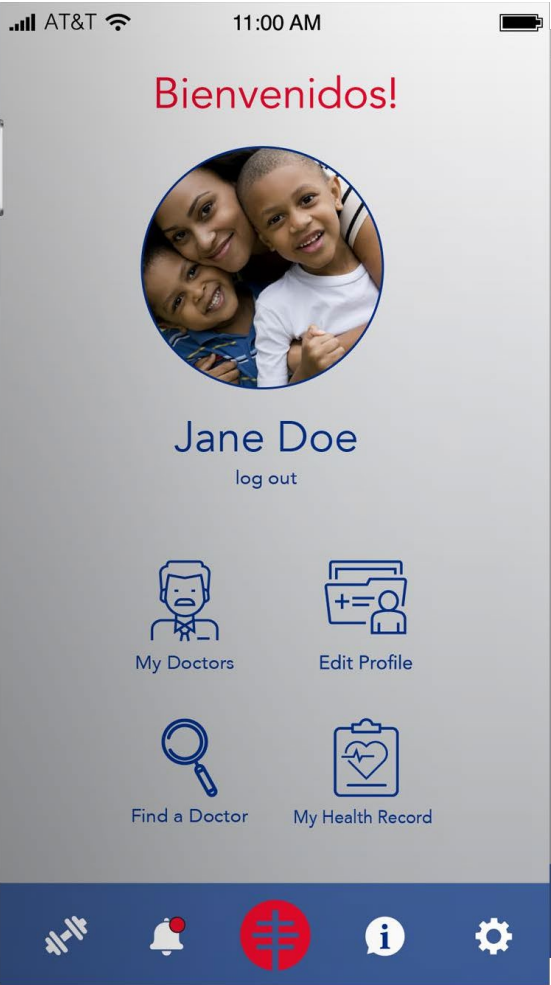 AT&T 11:00 AM
Bienvenidos!
Jane Doe
log out
My Doctors Edit Profile
Find a Doctor My Health Record
i